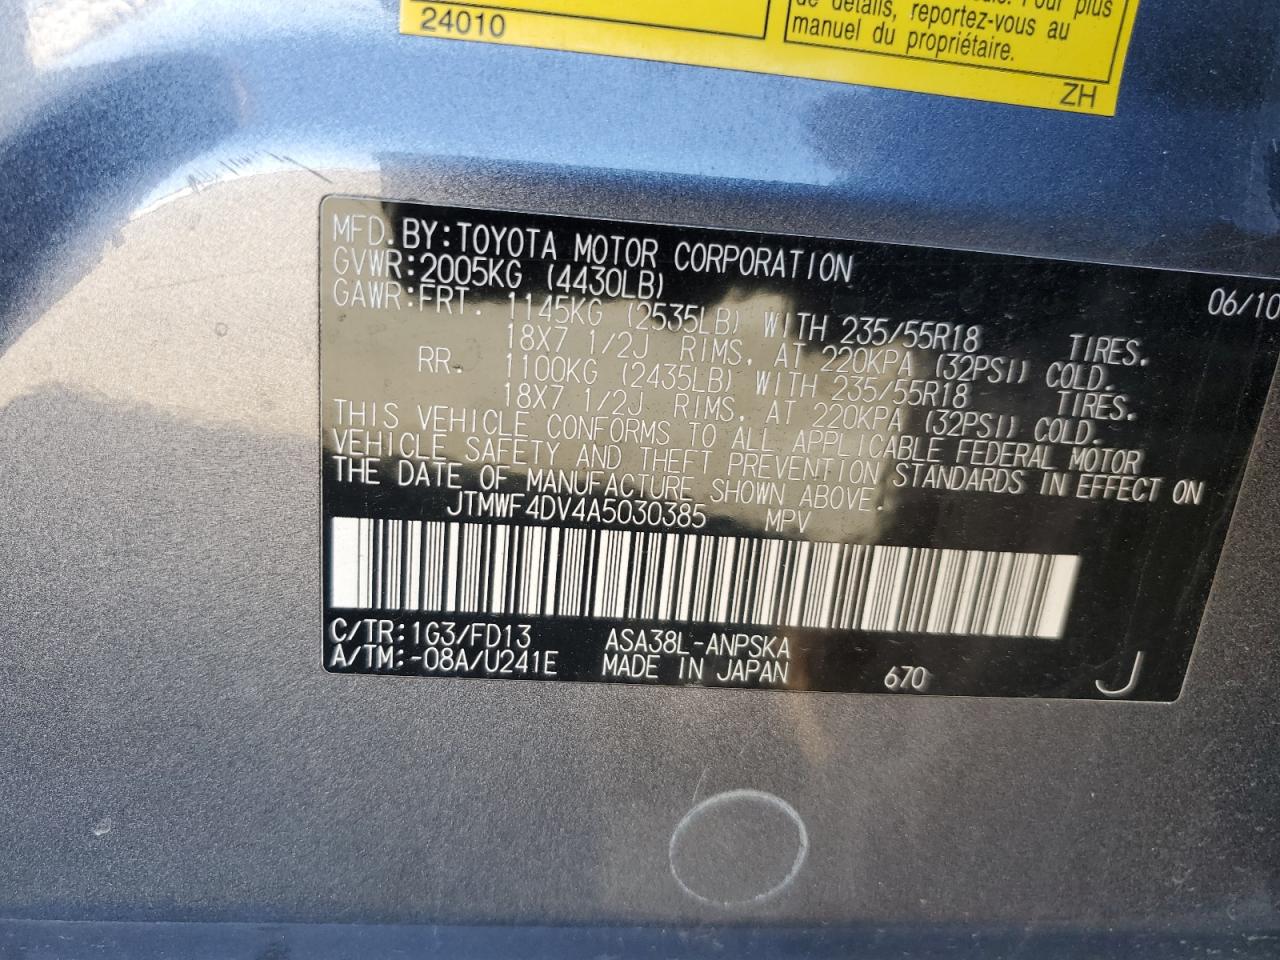 24010
de détails, reportez-vous au
manuel du propriétaire.
ZH
MFD. BY:TOYOTA MOTOR CORPORATION 06/10
GVWR:2005KG (4430LB)
GAWR:FRT. 1145KG (2535LB) WITH 235/55R18 TIRES.
18X7 1/2J RIMS, AT 220KPA (32PSI) COLD.
RR. 1100KG (2435LB) WITH 235/55R18 TIRES.
18X7 1/2J RIMS, AT 220KPA (32PSI) COLD.
THIS VEHICLE CONFORMS TO ALL APPLICABLE FEDERAL MOTOR
VEHICLE SAFETY AND THEFT PREVENTION STANDARDS IN EFFECT ON
THE DATE OF MANUFACTURE SHOWN ABOVE.
JTMWF4DV4A5030385 MPV
C/TR:1G3/FD13 ASA38L-ANPSKA
A/TM:-08A/U241E MADE IN JAPAN 670 J